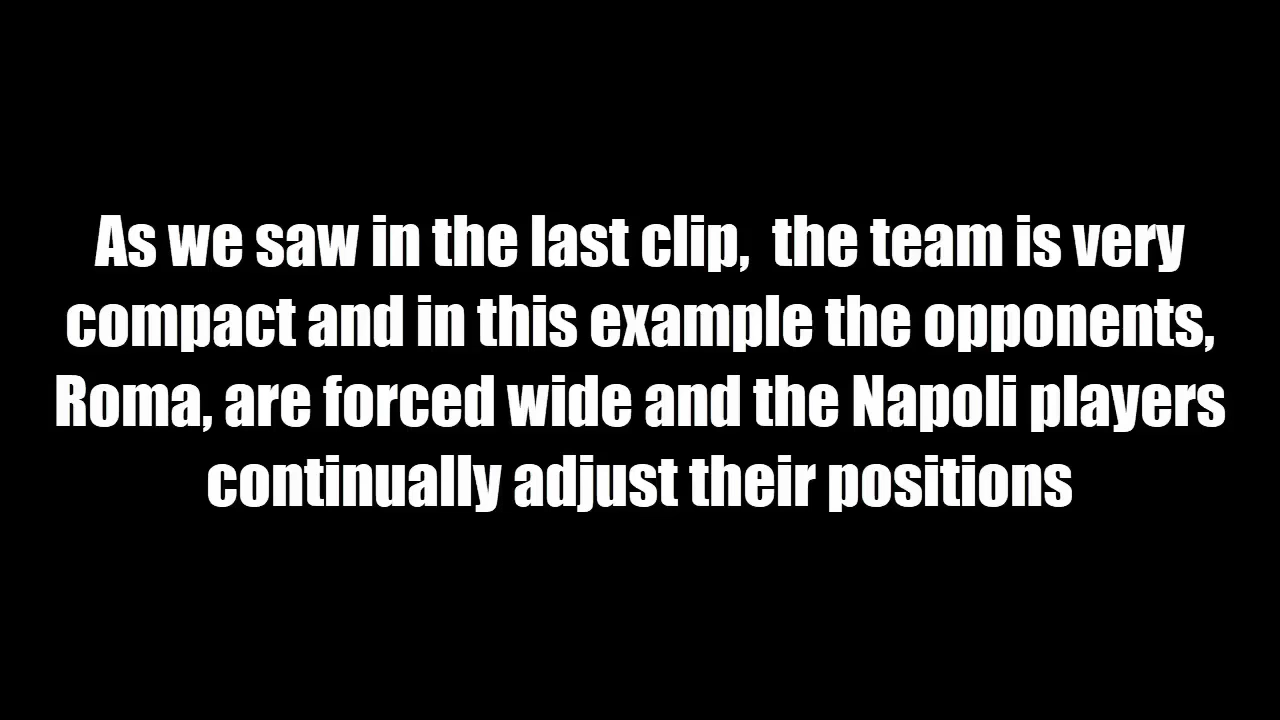 As we saw in the last clip,  the team is very
compact and in this example the opponents,
Roma, are forced wide and the Napoli players
continually adjust their positions